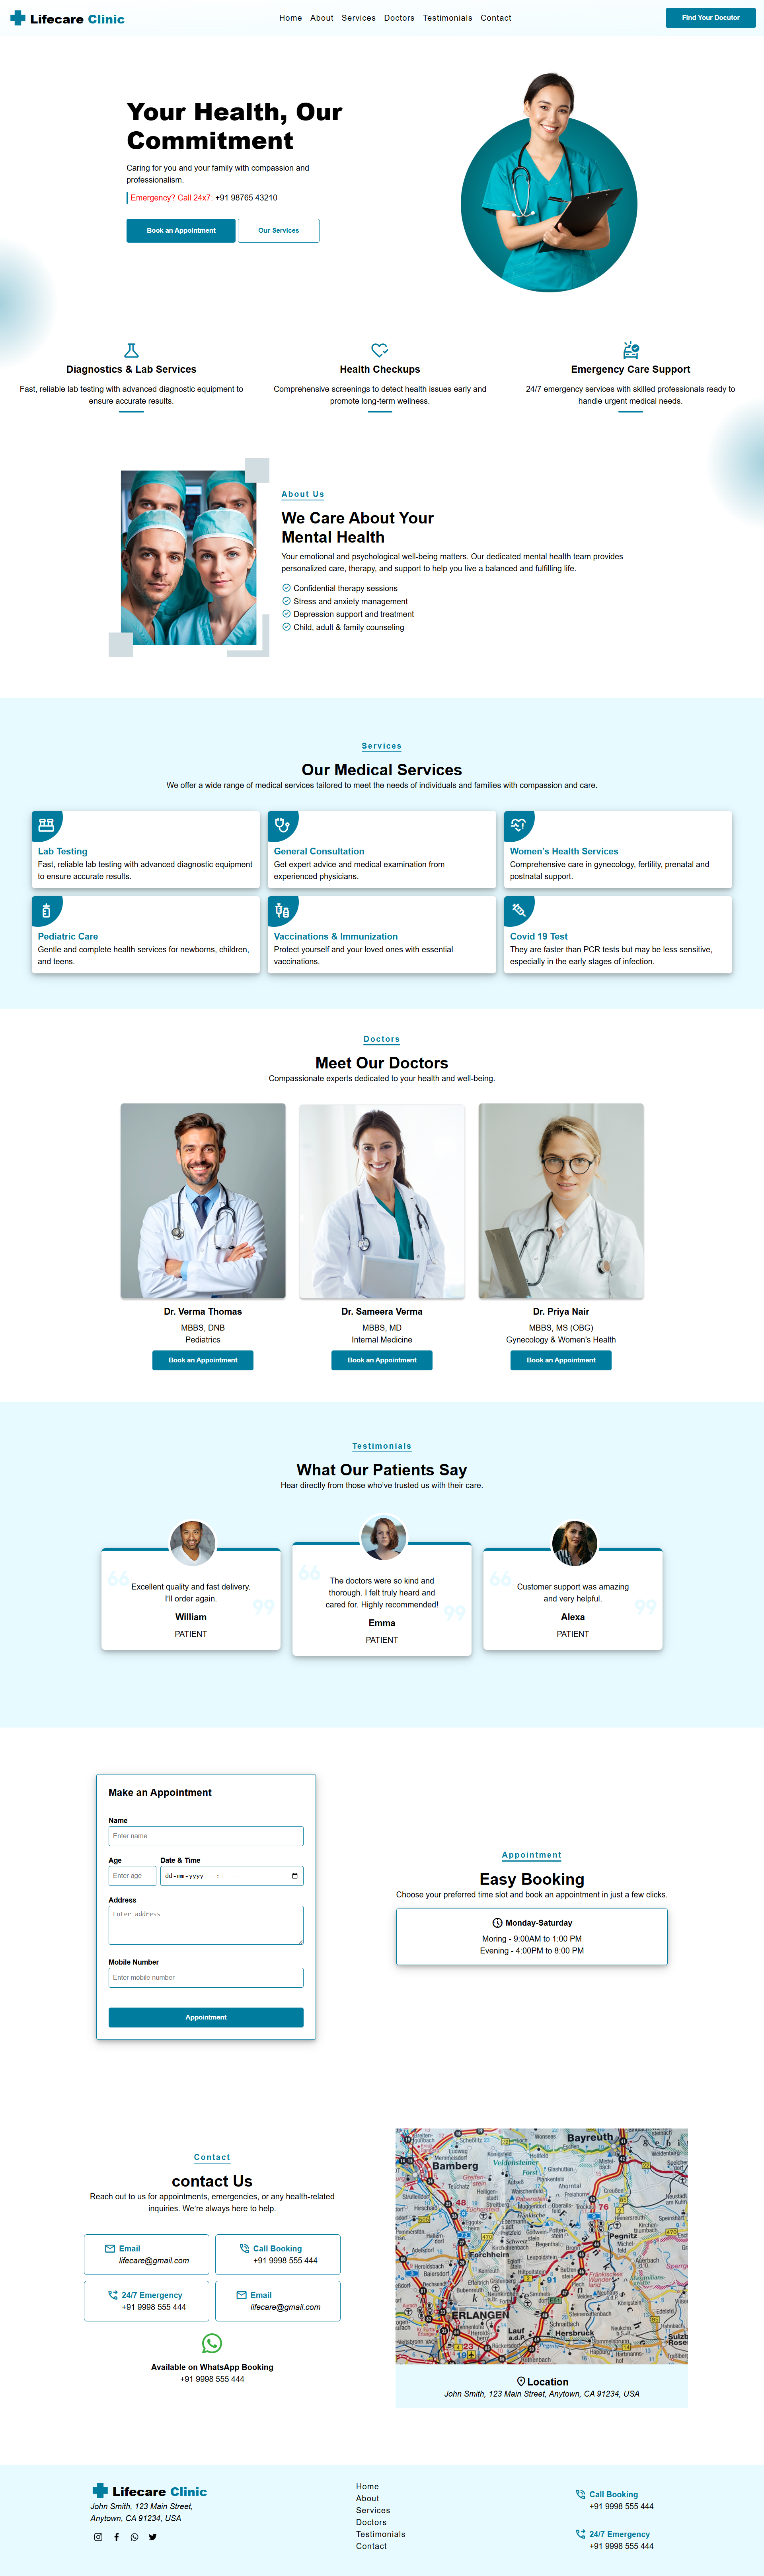 Lifecare Clinic
Home About Services Doctors Testimonials Contact
Find Your Docutor
Your Health, Our
Commitment
Caring for you and your family with compassion and
professionalism.
Emergency? Call 24x7: +91 98765 43210
Book an Appointment
Our Services
Diagnostics & Lab Services
Fast, reliable lab testing with advanced diagnostic equipment to
ensure accurate results.
Health Checkups
Comprehensive screenings to detect health issues early and
promote long-term wellness.
Emergency Care Support
24/7 emergency services with skilled professionals ready to
handle urgent medical needs.
About Us
We Care About Your
Mental Health
Your emotional and psychological well-being matters. Our dedicated mental health team provides
personalized care, therapy, and support to help you live a balanced and fulfilling life.
Confidential therapy sessions
Stress and anxiety management
Depression support and treatment
Child, adult & family counseling
Services
Our Medical Services
We offer a wide range of medical services tailored to meet the needs of individuals and families with compassion and care.
Lab Testing
Fast, reliable lab testing with advanced diagnostic equipment
to ensure accurate results.
General Consultation
Get expert advice and medical examination from
experienced physicians.
Women's Health Services
Comprehensive care in gynecology, fertility, prenatal and
postnatal support.
Pediatric Care
Gentle and complete health services for newborns, children,
and teens.
Vaccinations & Immunization
Protect yourself and your loved ones with essential
vaccinations.
Covid 19 Test
They are faster than PCR tests but may be less sensitive,
especially in the early stages of infection.
Doctors
Meet Our Doctors
Compassionate experts dedicated to your health and well-being.
Dr. Verma Thomas
MBBS, DNB
Pediatrics
Book an Appointment
Dr. Sameera Verma
MBBS, MD
Internal Medicine
Book an Appointment
Dr. Priya Nair
MBBS, MS (OBG)
Gynecology & Women's Health
Book an Appointment
Testimonials
What Our Patients Say
Hear directly from those who've trusted us with their care.
Excellent quality and fast delivery.
I'll order again.
William
PATIENT
The doctors were so kind and
thorough. I felt truly heard and
cared for. Highly recommended!
Emma
PATIENT
Customer support was amazing
and very helpful.
Alexa
PATIENT
Make an Appointment
Name
Enter name
Age
Enter age
Date & Time
dd-mm-yyyy --:-- --
Address
Enter address
Mobile Number
Enter mobile number
Appointment
Appointment
Easy Booking
Choose your preferred time slot and book an appointment in just a few clicks.
Monday-Saturday
Moring - 9:00AM to 1:00 PM
Evening - 4:00PM to 8:00 PM
Contact
contact Us
Reach out to us for appointments, emergencies, or any health-related
inquiries. We're always here to help.
Email
lifecare@gmail.com
Call Booking
+91 9998 555 444
24/7 Emergency
+91 9998 555 444
Email
lifecare@gmail.com
Available on WhatsApp Booking
+91 9998 555 444
Bayreuth
Bamberg
Veldensteiner
Forst
48
76
Pegnitz
Forchheim
91
ERLANGEN
Lauf
a.d.P.
Hersbruck
23
Location
John Smith, 123 Main Street, Anytown, CA 91234, USA
Lifecare Clinic
John Smith, 123 Main Street,
Anytown, CA 91234, USA
Home
About
Services
Doctors
Testimonials
Contact
Call Booking
+91 9998 555 444
24/7 Emergency
+91 9998 555 444